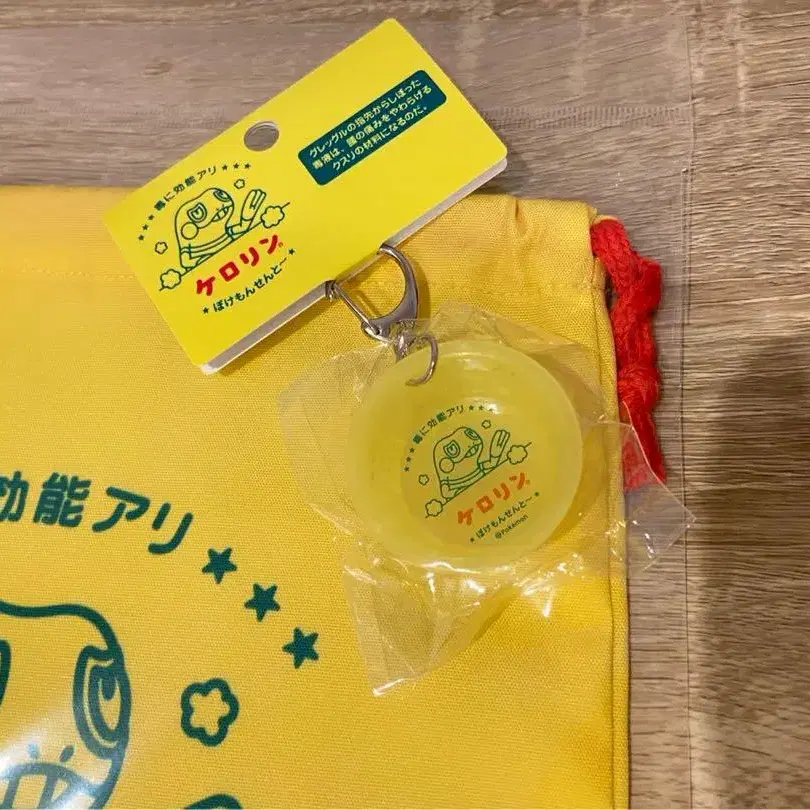 グレッグルの指先からしぼった
毒液は、腰の痛みをやわらげる
クスリの材料になるのだ。
★★★毒に効能アリ★★★
ケロリン®
★ぽけもんせんと〜★
★★★毒に効能アリ★★★
ケロリン®
★ぽけもんせんと〜★
@Pokémon
効能アリ★★★